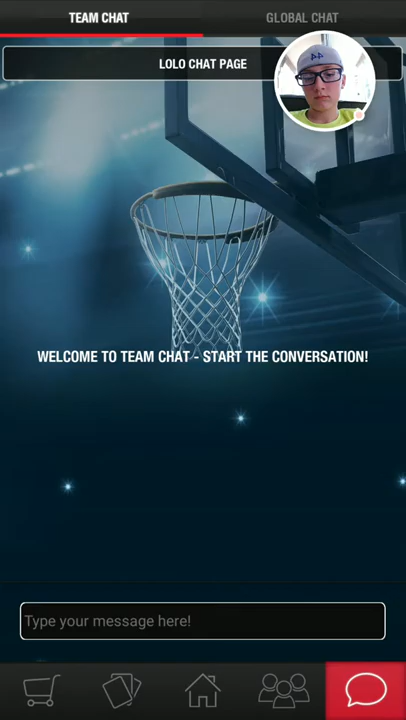 TEAM CHAT
GLOBAL CHAT
LOLO CHAT PAGE
WELCOME TO TEAM CHAT - START THE CONVERSATION!
Type your message here!